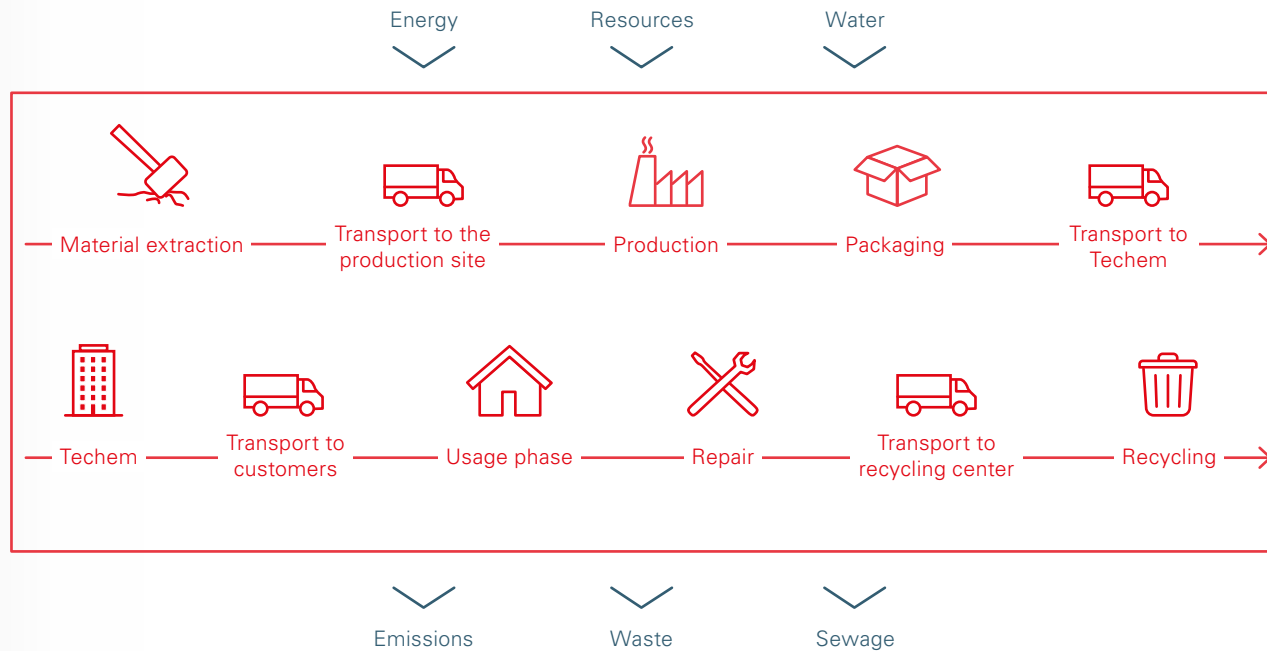 Energy
Resources
Water
Material extraction
Transport to the
production site
Production
Packaging
Transport to
Techem
Techem
Transport to
customers
Usage phase
Repair
Transport to
recycling center
Recycling
Emissions
Waste
Sewage